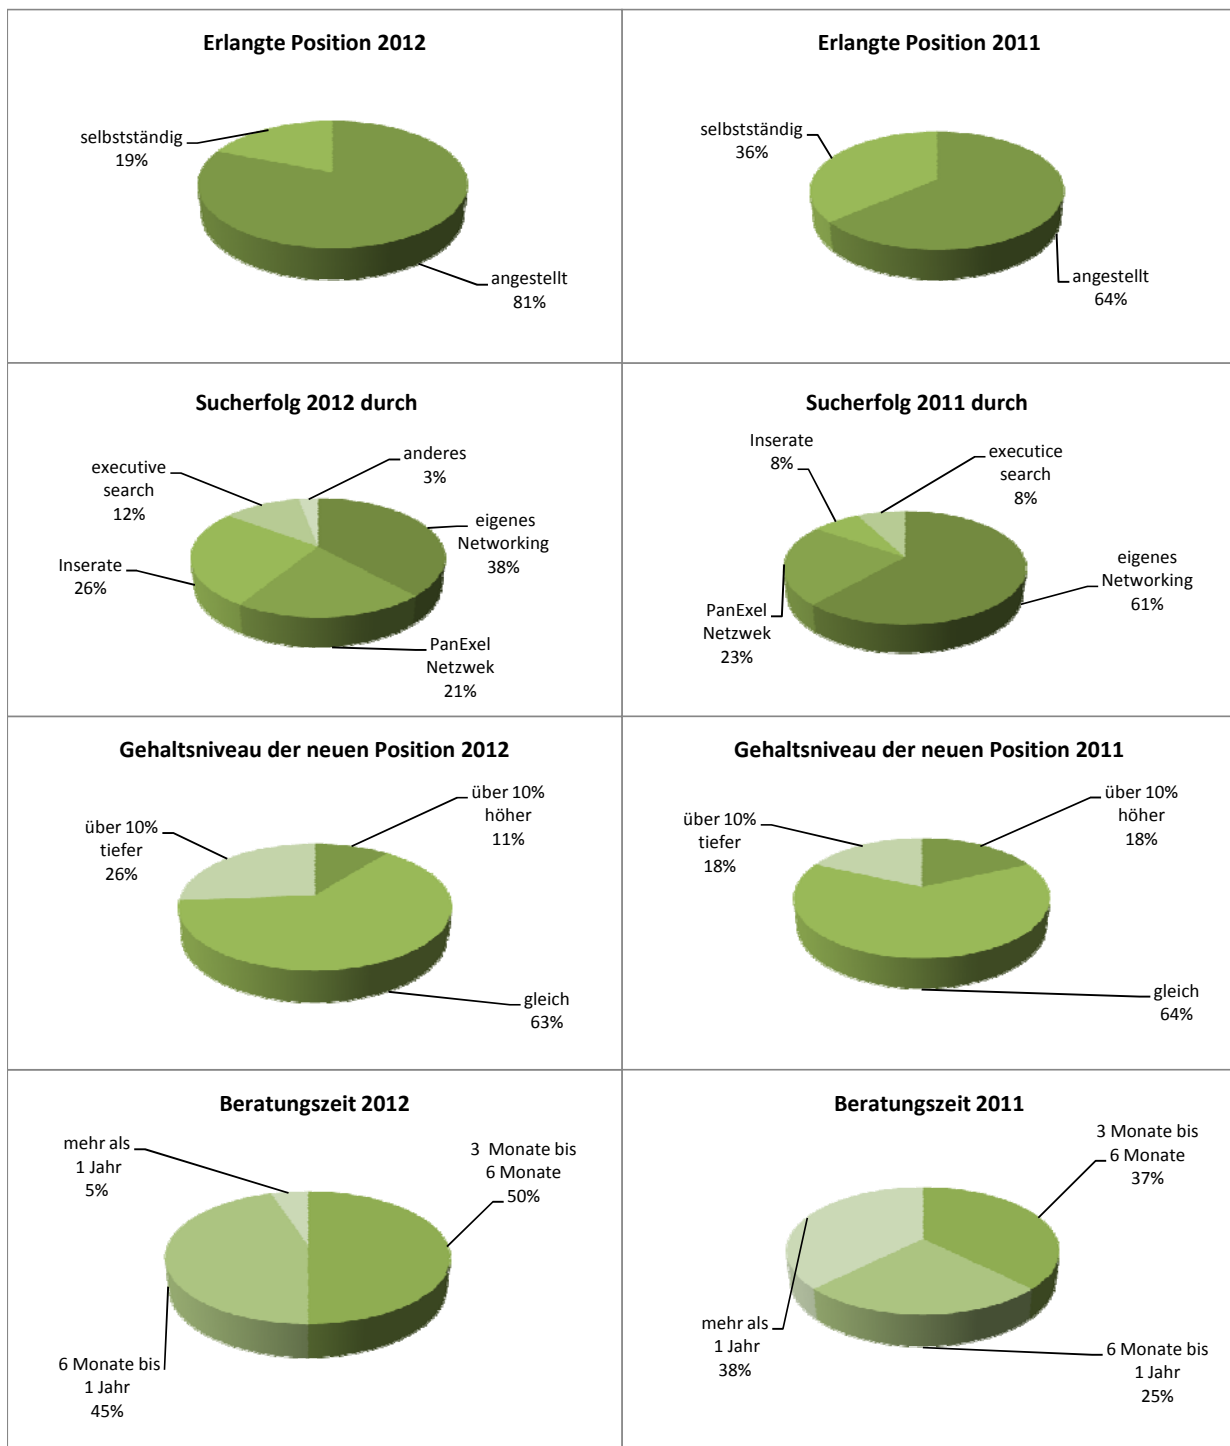 Erlangte Position 2012
selbstständig
19%
angestellt
81%
Erlangte Position 2011
selbstständig
36%
angestellt
64%
Sucherfolg 2012 durch
executive
search
12%
anderes
3%
eigenes
Networking
38%
Inserate
26%
PanExel
Netzwek
21%
Sucherfolg 2011 durch
Inserate
8%
executice
search
8%
eigenes
Networking
61%
PanExel
Netzwek
23%
Gehaltsniveau der neuen Position 2012
über 10%
höher
11%
über 10%
tiefer
26%
gleich
63%
Gehaltsniveau der neuen Position 2011
über 10%
höher
18%
über 10%
tiefer
18%
gleich
64%
Beratungszeit 2012
mehr als
1 Jahr
5%
3  Monate bis
6 Monate
50%
6 Monate bis
1 Jahr
45%
Beratungszeit 2011
3 Monate bis
6 Monate
37%
mehr als
1 Jahr
38%
6 Monate bis
1 Jahr
25%